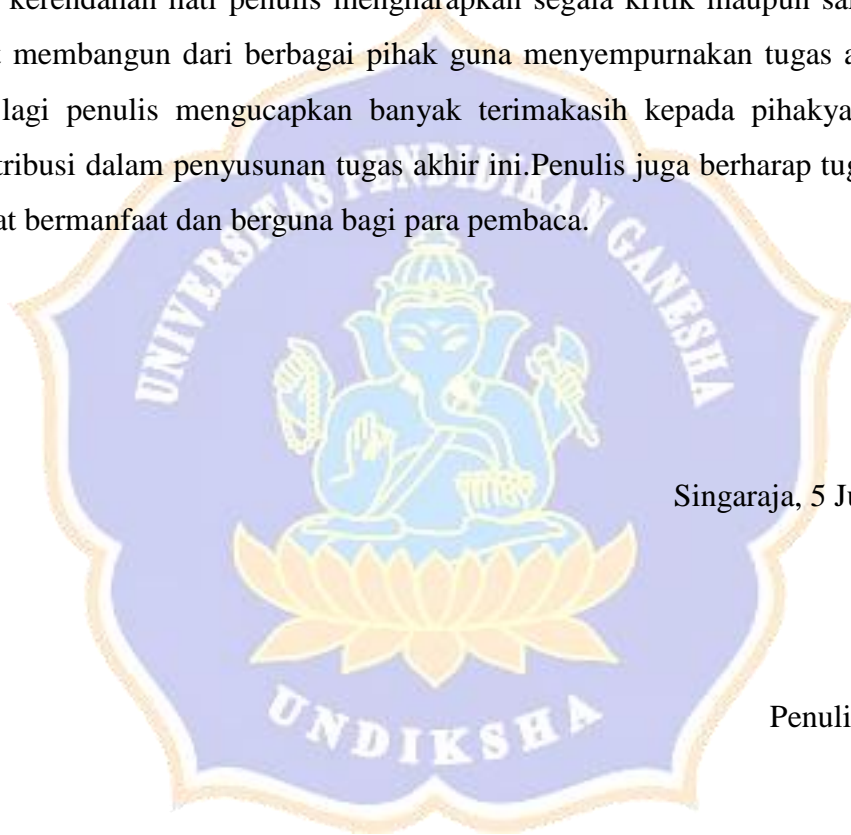 kerendahan hati penulis mengharapkan segala kritik maupun
membangun dari berbagai pihak guna menyempurnakan tugas
lagi penulis mengucapkan banyak terimakasih kepada pihakya
tribusi dalam penyusunan tugas akhir ini.Penulis juga berharap tug
at bermanfaat dan berguna bagi para pembaca.
UNIVERSITAS PENDIDIKAN GANESHA
Singaraja, 5 Ju
Penuli
UNDIKSHA